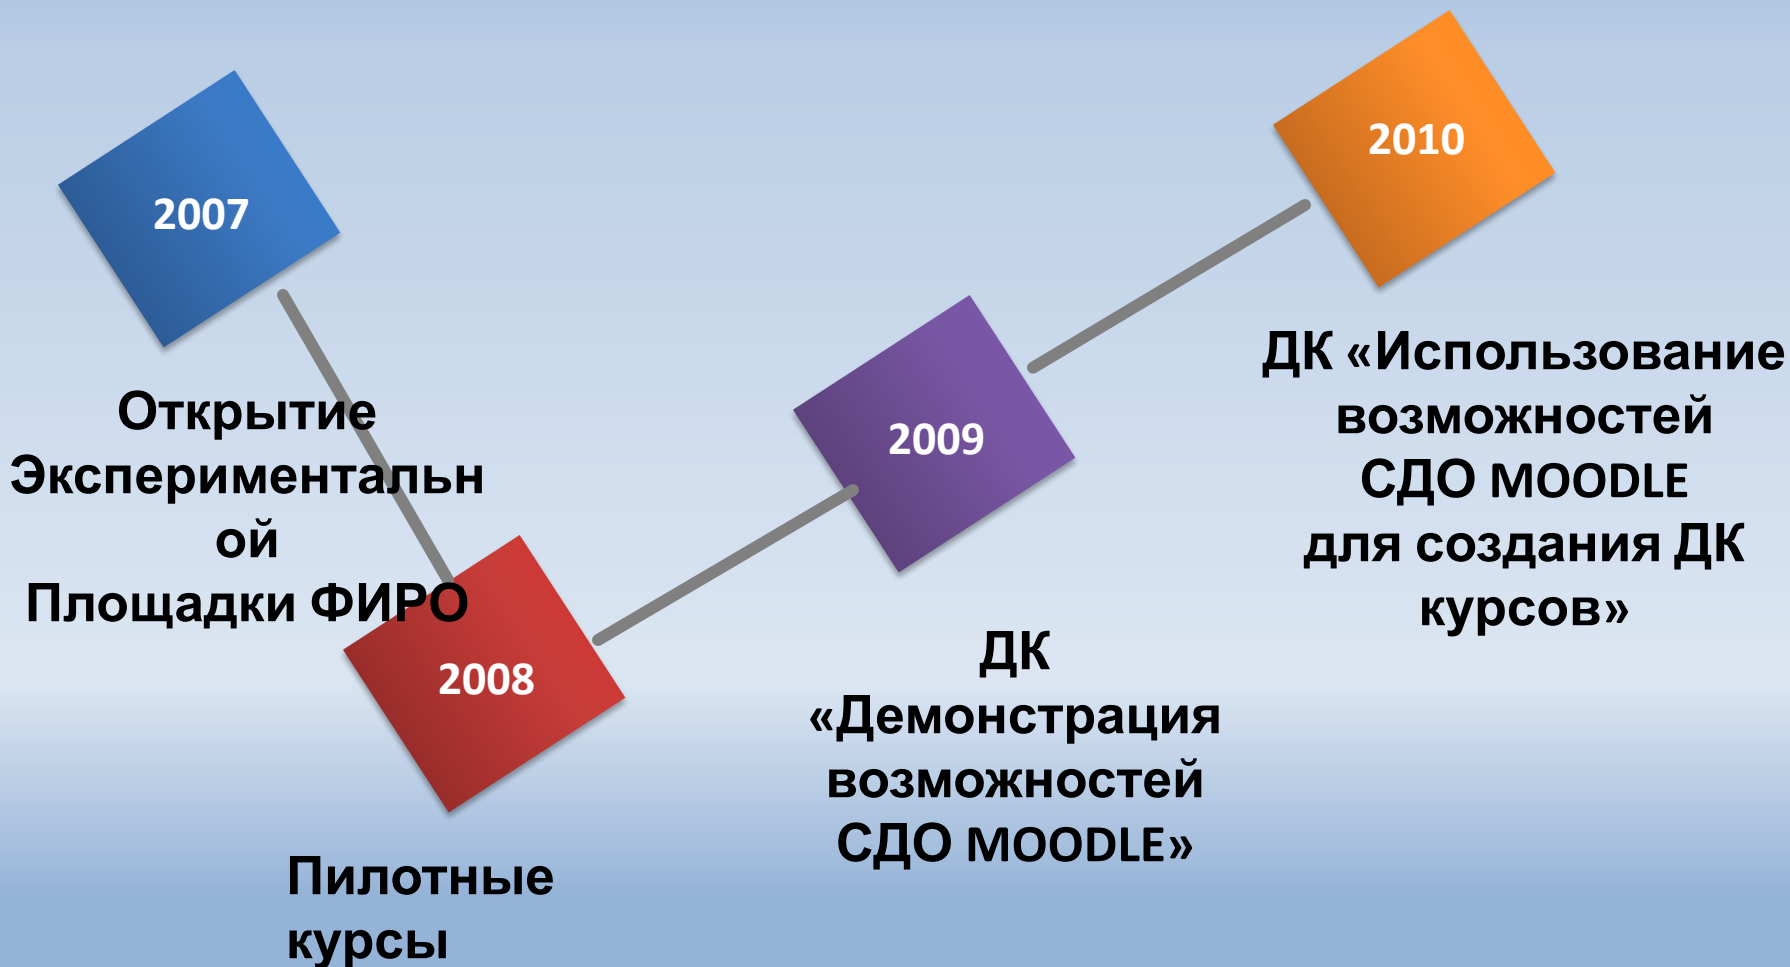 2007
Открытие
Экспериментальн
ой
Площадки ФИРО
2008
Пилотные
курсы
2009
ДК
«Демонстрация
возможностей
СДО MOODLE»
2010
ДК «Использование
возможностей
СДО MOODLE
для создания ДК
курсов»